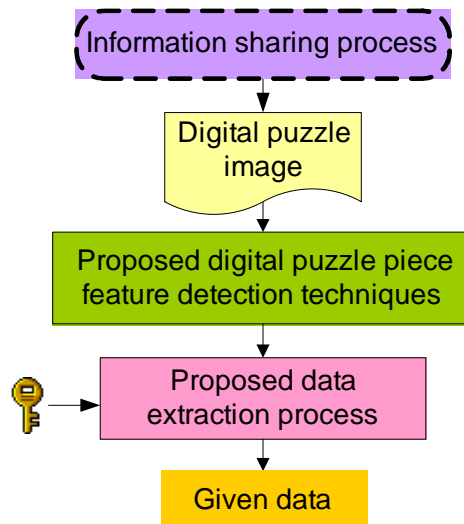 Information sharing process
Digital puzzle
image
Proposed digital puzzle piece
feature detection techniques
Proposed data
extraction process
Given data